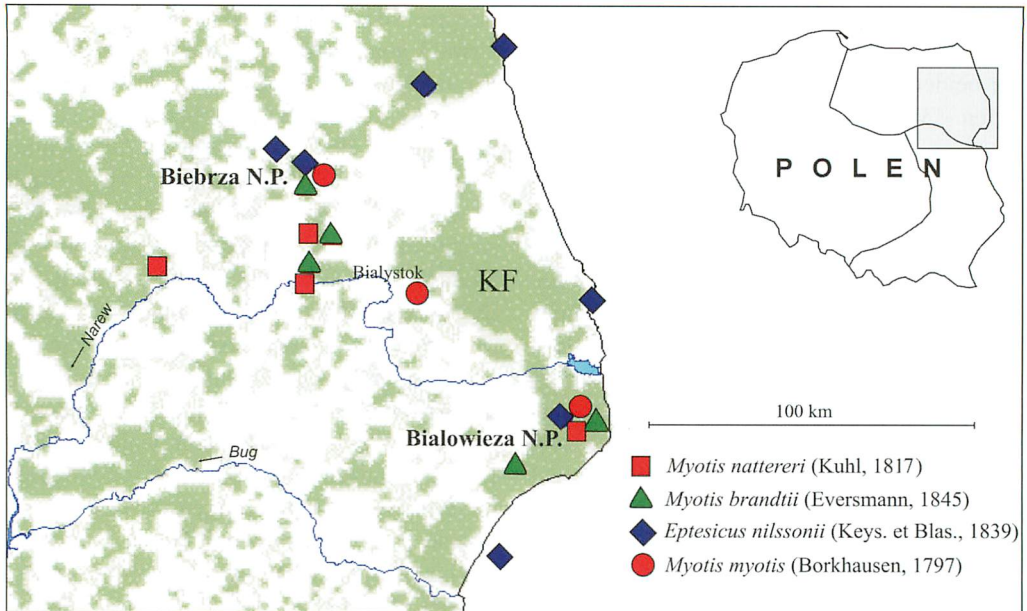 POLEN
Biebrza N.P.
Bialystok
KF
Narew
100 km
Bialowieza N.P.
Bug
Myotis nattereri (Kuhl, 1817)
Myotis brandtii (Eversmann, 1845)
Eptesicus nilssonii (Keys. et Blas., 1839)
Myotis myotis (Borkhausen, 1797)